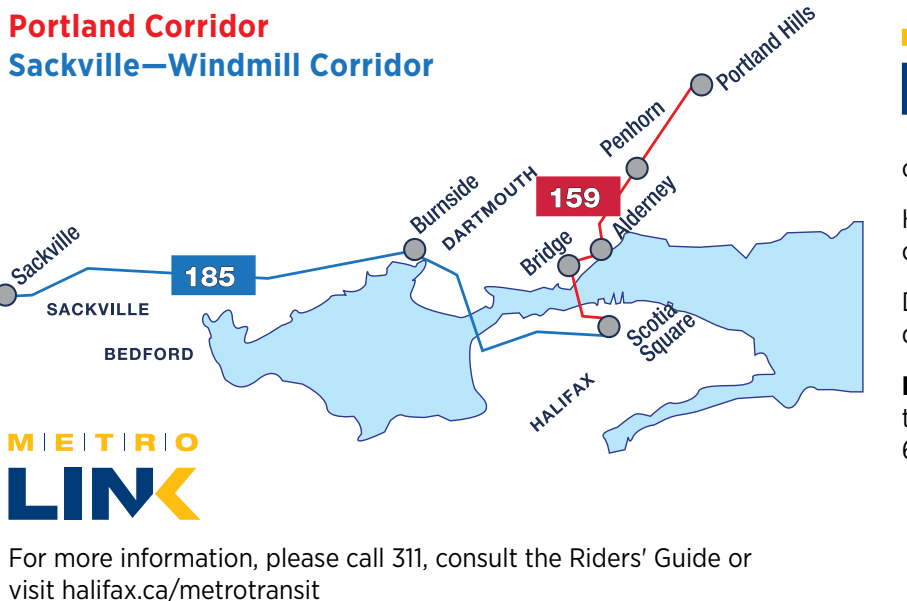 Portland Corridor
Sackville—Windmill Corridor
Portland Hills
Penhorn
159
Alderney
Burnside
DARTMOUTH
Bridge
Sackville
185
SACKVILLE
BEDFORD
Scotia
Square
HALIFAX
M|E|T|R|O
LINK
For more information, please call 311, consult the Riders' Guide or
visit halifax.ca/metrotransit